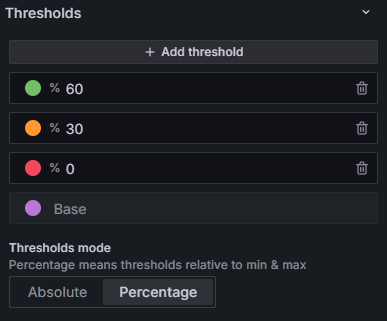 Thresholds
+ Add threshold
% 60
% 30
% 0
Base
Thresholds mode
Percentage means thresholds relative to min & max
Absolute Percentage